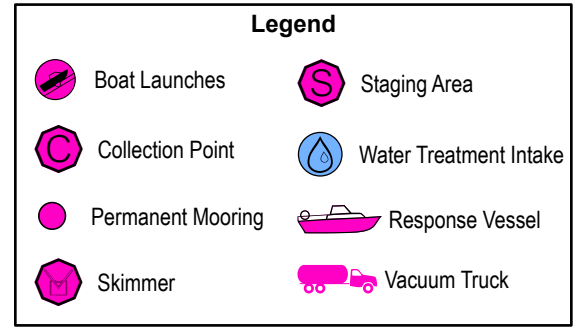 Legend
Boat Launches
S Staging Area
C Collection Point
Water Treatment Intake
Permanent Mooring
Response Vessel
Skimmer
Vacuum Truck